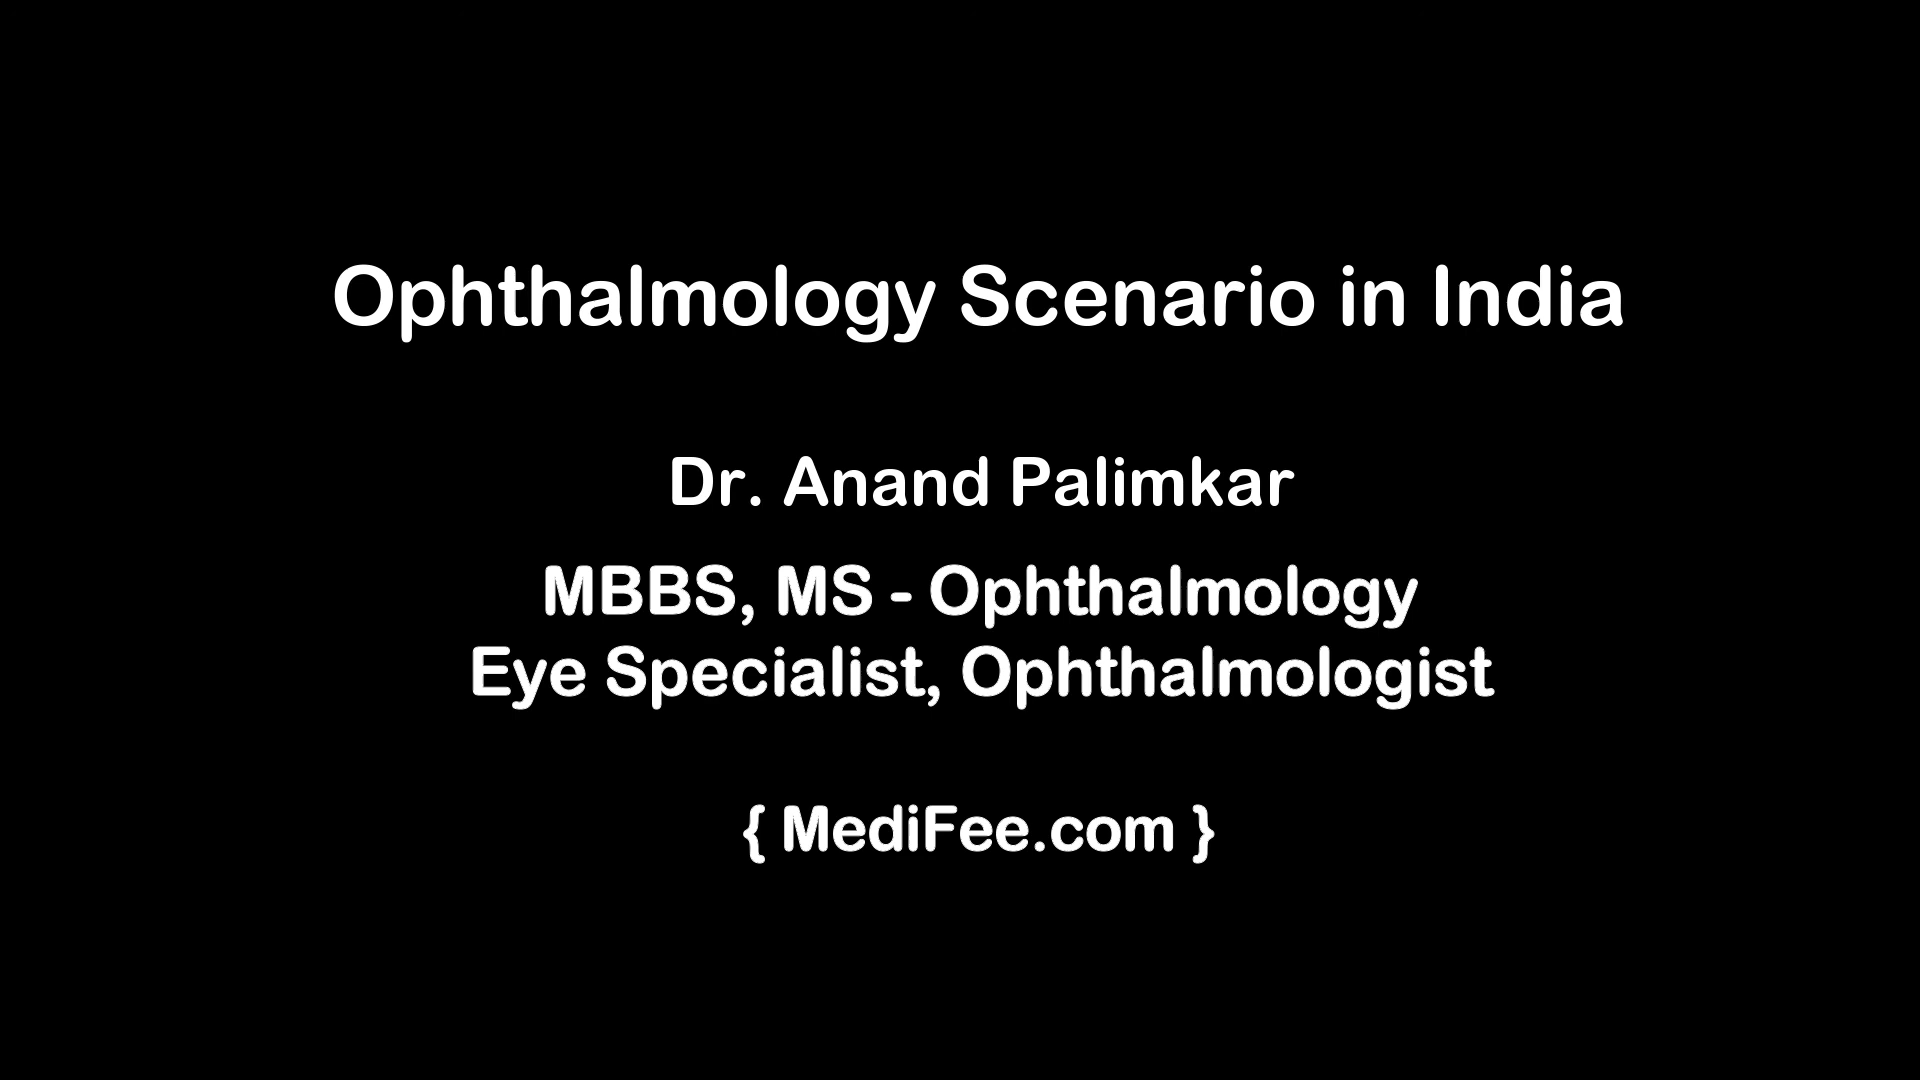 Ophthalmology Scenario in India
Dr. Anand Palimkar
MBBS, MS - Ophthalmology
Eye Specialist, Ophthalmologist
{ MediFee.com }